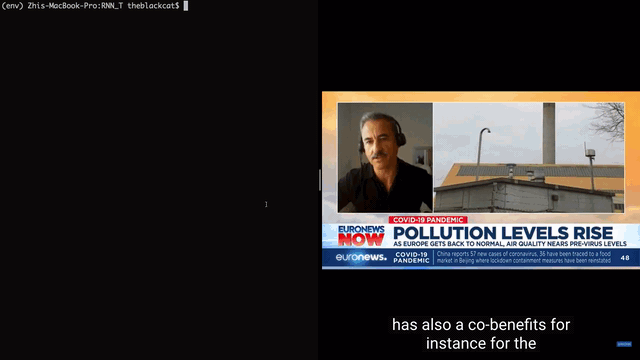 (env) Zhis-MacBook-Pro:RNN_T theblackcat$
COVID-19 PANDEMIC
EURONEWS
NOW
POLLUTION LEVELS RISE
AS EUROPE GETS BACK TO NORMAL, AIR QUALITY NEARS PRE-VIRUS LEVELS
euronews.
COVID-19
PANDEMIC
China reports 57 new cases of coronavirus, 36 have been traced to a food
market in Beijing where lockdown containment measures have been reinstated
48
has also a co-benefits for
instance for the